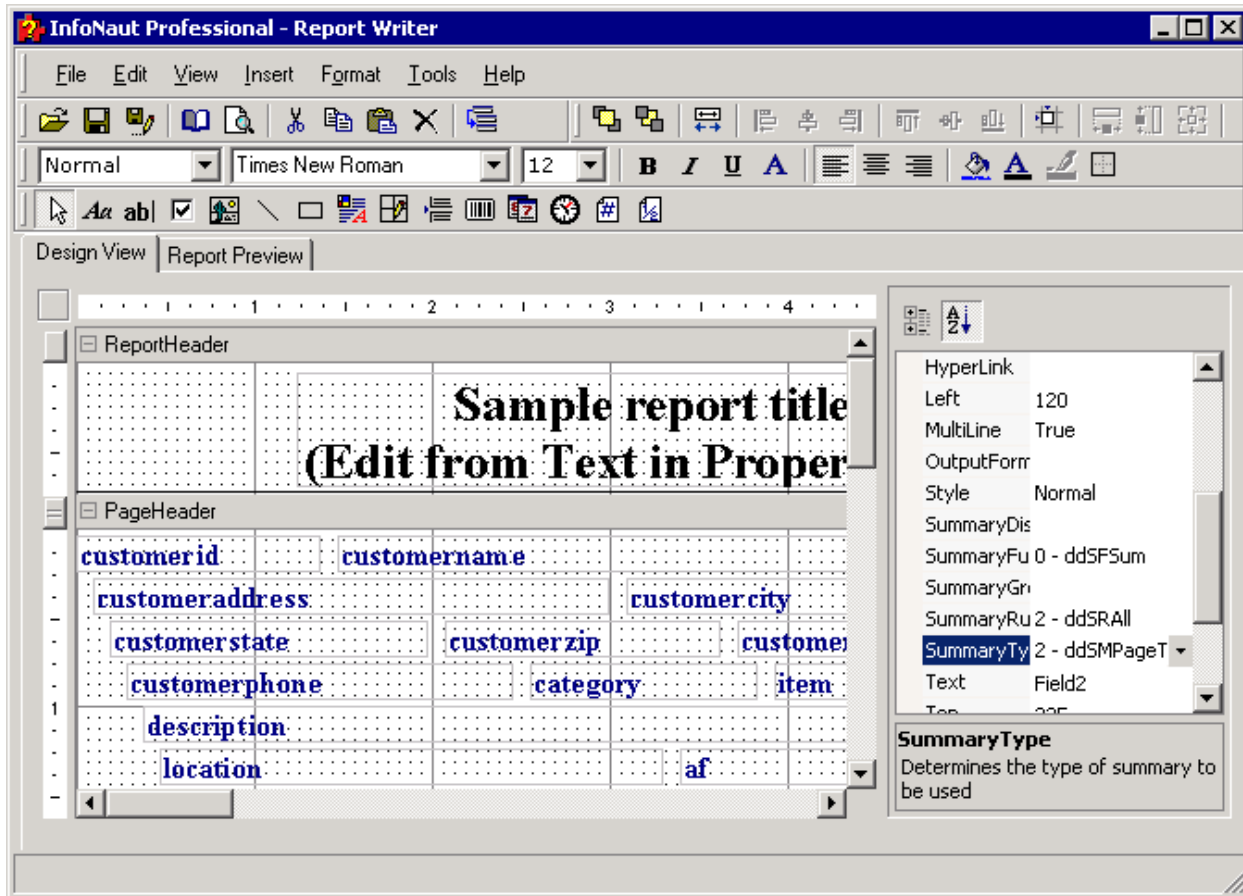 InfoNaut Professional - Report Writer
File Edit View Insert Format Tools Help
Normal Times New Roman 12 B I U A
Aa ab|
Design View Report Preview
1 2 3 4
ReportHeader
Sample report title
(Edit from Text in Proper
PageHeader
customerid customername
customeraddress customercity
customerstate customerzip customer
customerphone category item
1
description
location af
A
Z
HyperLink
Left 120
MultiLine True
OutputForm
Style Normal
SummaryDis
SummaryFu 0 - ddSFSum
SummaryGr
SummaryRu 2 - ddSRAll
SummaryTy 2 - ddSMPageT
Text Field2
SummaryType
Determines the type of summary to
be used